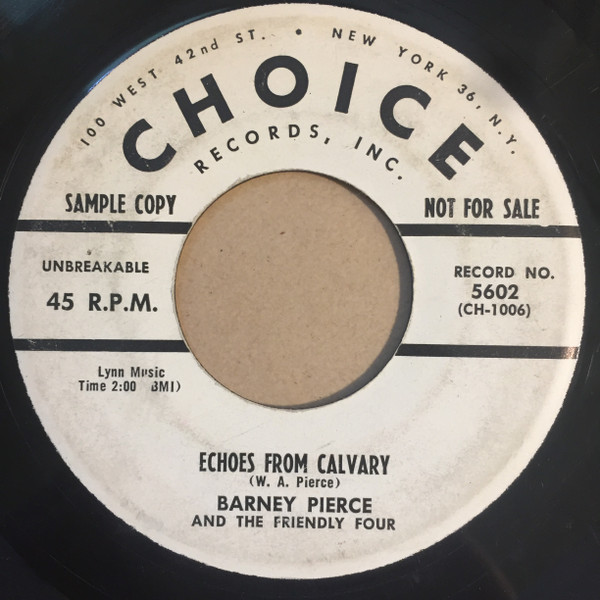 100 WEST 42nd ST. • NEW YORK 36, N.Y.
CHOICE
RECORDS, INC.
SAMPLE COPY
NOT FOR SALE
UNBREAKABLE
45 R.P.M.
RECORD NO.
5602
(CH-1006)
Lynn Music
Time 2:00 BMI)
ECHOES FROM CALVARY
(W. A. Pierce)
BARNEY PIERCE
AND THE FRIENDLY FOUR